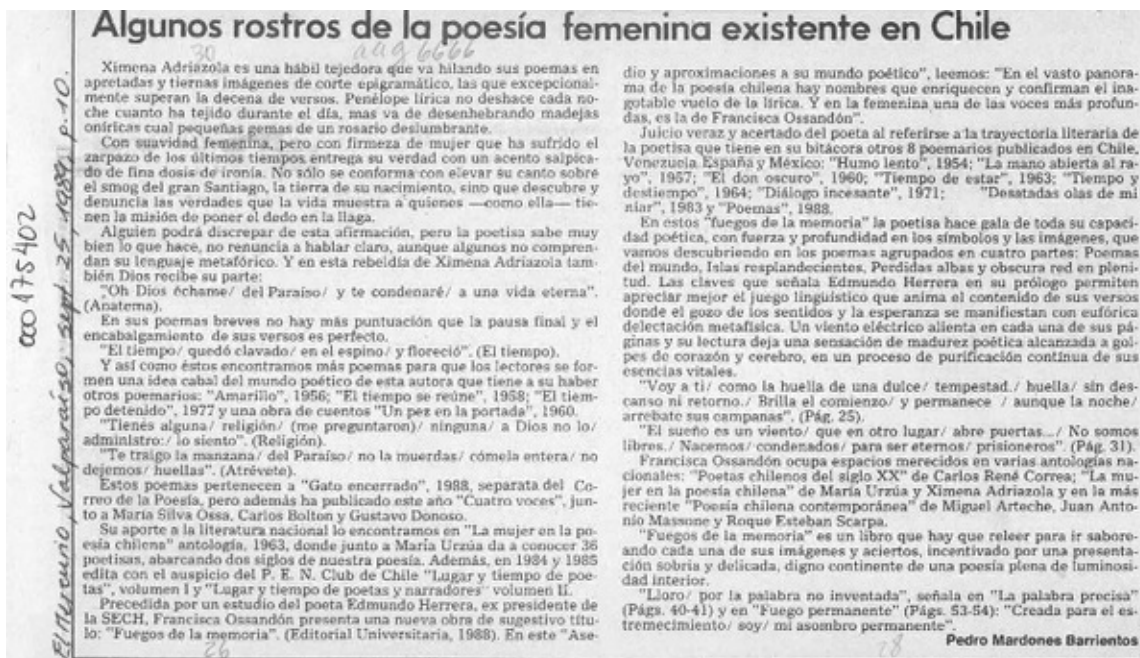 Algunos rostros de la poesía femenina existente en Chile
30
aag6666
000175402
El Mercurio, Valparaíso, sept. 25, 1989, p. 10.
Ximena Adriazola es una hábil tejedora que va hilando sus poemas en
apretadas y tiernas imágenes de corte epigramático, las que excepcional-
mente superan la decena de versos. Penélope lírica no deshace cada no-
che cuanto ha tejido durante el día, mas va de desenhebrando madejas
oníricas cual pequeñas gemas de un rosario deslumbrante.
Con suavidad femenina, pero con firmeza de mujer que ha sufrido el
zarpazo de los últimos tiempos entrega su verdad con un acento salpica-
do de fina dosis de ironía. No sólo se conforma con elevar su canto sobre
el smog del gran Santiago, la tierra de su nacimiento, sino que descubre y
denuncia las verdades que la vida muestra a quienes —como ella— tie-
nen la misión de poner el dedo en la llaga.
Alguien podrá discrepar de esta afirmación, pero la poetisa sabe muy
bien lo que hace, no renuncia a hablar claro, aunque algunos no compren-
dan su lenguaje metafórico. Y en esta rebeldía de Ximena Adriazola tam-
bién Dios recibe su parte:
"Oh Dios échame/ del Paraíso/ y te condenaré/ a una vida eterna".
(Anatema).
En sus poemas breves no hay más puntuación que la pausa final y el
encabalgamiento de sus versos es perfecto.
"El tiempo/ quedó clavado/ en el espino/ y floreció". (El tiempo).
Y así como éstos encontramos más poemas para que los lectores se for-
men una idea cabal del mundo poético de esta autora que tiene a su haber
otros poemarios: "Amarillo", 1956; "El tiempo se reúne", 1958; "El tiem-
po detenido", 1977 y una obra de cuentos "Un pez en la portada", 1960.
"Tienes alguna/ religión/ (me preguntaron)/ ninguna/ a Dios no lo/
administro:/ lo siento". (Religión).
"Te traigo la manzana/ del Paraíso/ no la muerdas/ cómela entera/ no
dejemos/ huellas". (Atrévete).
Estos poemas pertenecen a "Gato encerrado", 1988, separata del Co-
rreo de la Poesía, pero además ha publicado este año "Cuatro voces", jun-
to a María Silva Ossa, Carlos Bolton y Gustavo Donoso.
Su aporte a la literatura nacional lo encontramos en "La mujer en la po-
esía chilena" antología, 1963, donde junto a María Urzúa da a conocer 36
poetisas, abarcando dos siglos de nuestra poesía. Además, en 1984 y 1985
edita con el auspicio del P. E. N. Club de Chile "Lugar y tiempo de poe-
tas", volumen I y "Lugar y tiempo de poetas y narradores" volumen II.
Precedida por un estudio del poeta Edmundo Herrera, ex presidente de
la SECH, Francisca Ossandón presenta una nueva obra de sugestivo títu-
lo: "Fuegos de la memoria". (Editorial Universitaria, 1988). En este "Ase-
26
dio y aproximaciones a su mundo poético", leemos: "En el vasto panora-
ma de la poesía chilena hay nombres que enriquecen y confirman el ina-
gotable vuelo de la lírica. Y en la femenina una de las voces más profun-
das, es la de Francisca Ossandón".
Juicio veraz y acertado del poeta al referirse a la trayectoria literaria de
la poetisa que tiene en su bitácora otros 8 poemarios publicados en Chile,
Venezuela España y México: "Humo lento", 1954; "La mano abierta al ra-
yo", 1957; "El don oscuro", 1960; "Tiempo de estar", 1963; "Tiempo y
destiempo", 1964; "Diálogo incesante", 1971; "Desatadas olas de mi
niar", 1983 y "Poemas", 1988.
En estos "fuegos de la memoria" la poetisa hace gala de toda su capaci-
dad poética, con fuerza y profundidad en los símbolos y las imágenes, que
vamos descubriendo en los poemas agrupados en cuatro partes: Poemas
del mundo, Islas resplandecientes, Perdidas albas y obscura red en pleni-
tud. Las claves que señala Edmundo Herrera en su prólogo permiten
apreciar mejor el juego lingüístico que anima el contenido de sus versos
donde el gozo de los sentidos y la esperanza se manifiestan con eufórica
delectación metafísica. Un viento eléctrico alienta en cada una de sus pá-
ginas y su lectura deja una sensación de madurez poética alcanzada a gol-
pes de corazón y cerebro, en un proceso de purificación continua de sus
esencias vitales.
"Voy a ti/ como la huella de una dulce/ tempestad./ huella/ sin des-
canso ni retorno./ Brilla el comienzo/ y permanece / aunque la noche/
arrebate sus campanas". (Pág. 25).
"El sueño es un viento/ que en otro lugar/ abre puertas.../ No somos
libres./ Nacemos/ condenados/ para ser eternos/ prisioneros". (Pág. 31).
Francisca Ossandón ocupa espacios merecidos en varias antologías na-
cionales: "Poetas chilenos del siglo XX" de Carlos René Correa; "La mu-
jer en la poesía chilena" de María Urzúa y Ximena Adriazola y en la más
reciente "Poesía chilena contemporánea" de Miguel Arteche, Juan Anto-
nio Massone y Roque Esteban Scarpa.
"Fuegos de la memoria" es un libro que hay que releer para ir sabore-
ando cada una de sus imágenes y aciertos, incentivado por una presenta-
ción sobria y delicada, digno continente de una poesía plena de luminosi-
dad interior.
"Lloro/ por la palabra no inventada", señala en "La palabra precisa"
(Págs. 40-41) y en "Fuego permanente" (Págs. 53-54): "Creada para el es-
tremecimiento/ soy/ mi asombro permanente".
Pedro Mardones Barrientos
28